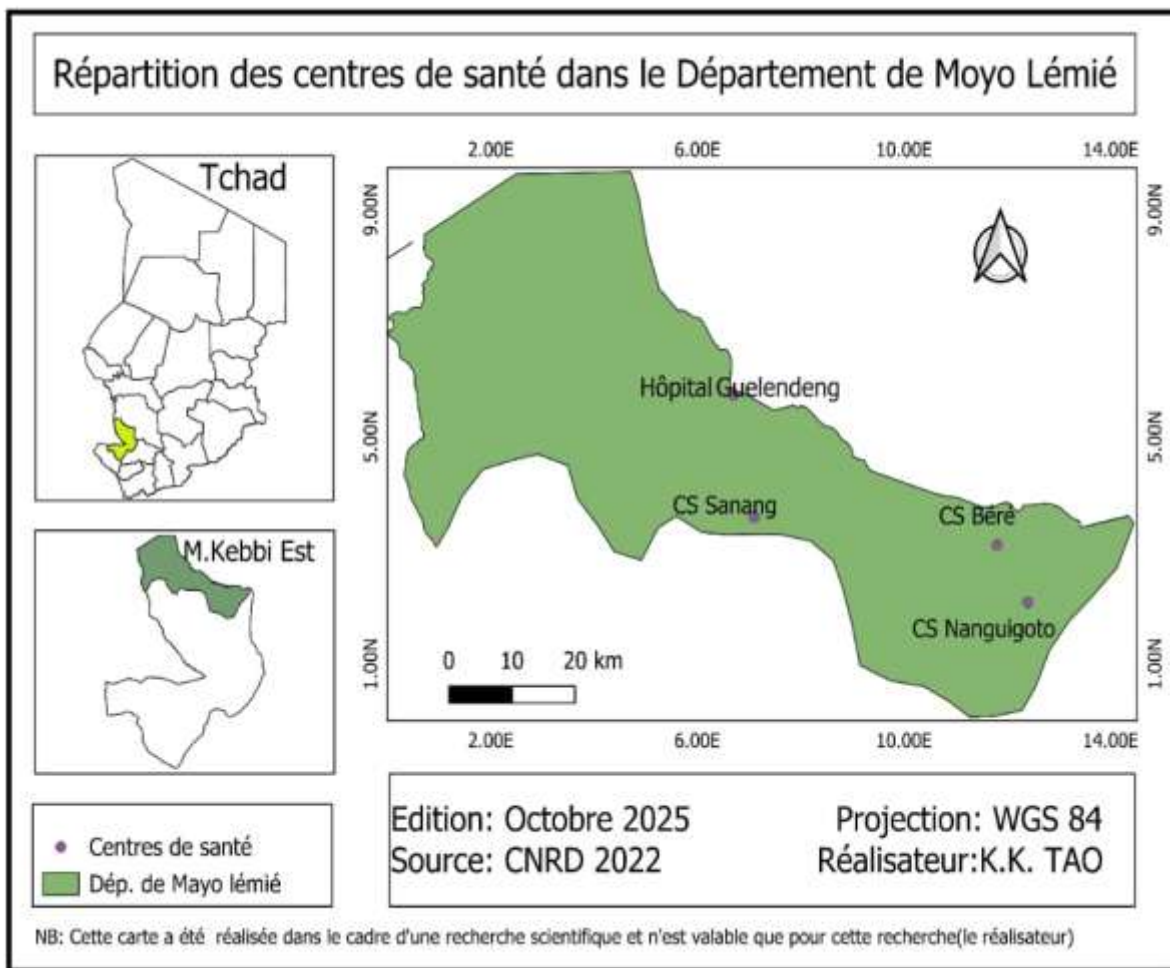 Répartition des centres de santé dans le Département de Moyo Lémié
Tchad
M.Kebbi Est
2.00E 6.00E 10.00E 14.00E
9.00N 9.00N
Hôpital Guelendeng
5.00N 5.00N
CS Sanang
CS Béré
CS Nanguigoto
1.00N 1.00N
0 10 20 km
2.00E 6.00E 10.00E 14.00E
Centres de santé
Dép. de Mayo lémié
Edition: Octobre 2025 Projection: WGS 84
Source: CNRD 2022 Réalisateur:K.K. TAO
NB: Cette carte a été réalisée dans le cadre d'une recherche scientifique et n'est valable que pour cette recherche(le réalisateur)